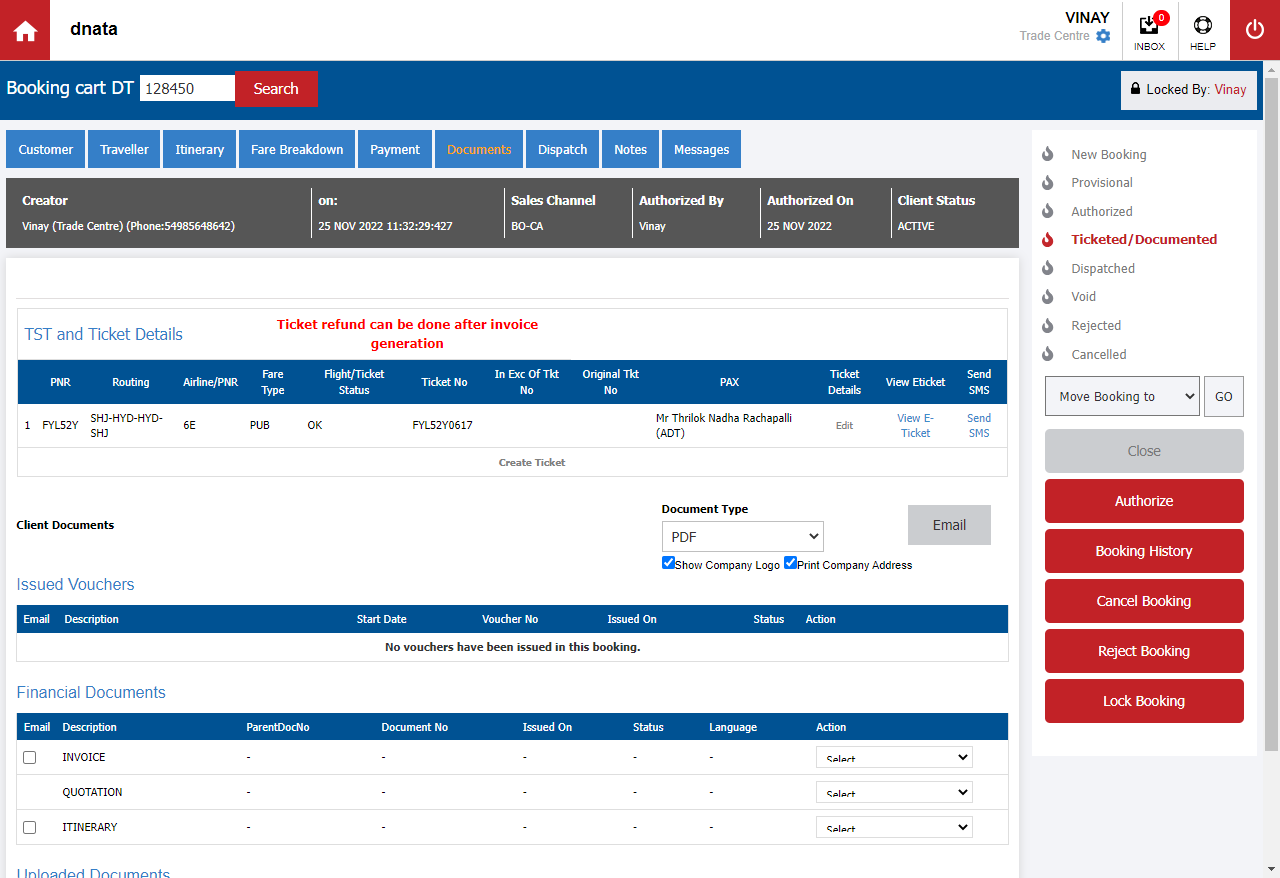 dnata
VINAY
Trade Centre
0
INBOX
HELP
Booking cart DT 128450 Search
Locked By: Vinay
Customer Traveller Itinerary Fare Breakdown Payment Documents Dispatch Notes Messages
Creator on: Sales Channel Authorized By Authorized On Client Status
Vinay (Trade Centre) (Phone:54985648642) 25 NOV 2022 11:32:29:427 BO-CA Vinay 25 NOV 2022 ACTIVE
TST and Ticket Details
Ticket refund can be done after invoice
generation
PNR Routing Airline/PNR Fare Type Flight/Ticket Status Ticket No In Exc Of Tkt No Original Tkt No PAX Ticket Details View Eticket Send SMS
1 FYL52Y SHJ-HYD-HYD-SHJ 6E PUB OK FYL52Y0617 Mr Thrilok Nadha Rachapalli (ADT) Edit View E-Ticket Send SMS
Create Ticket
Client Documents
Document Type
PDF
Show Company Logo Print Company Address
Email
Issued Vouchers
Email Description Start Date Voucher No Issued On Status Action
No vouchers have been issued in this booking.
Financial Documents
Email Description ParentDocNo Document No Issued On Status Language Action
INVOICE - - - - - Select
QUOTATION - - - - - Select
ITINERARY - - - - - Select
Uploaded Documents
New Booking
Provisional
Authorized
Ticketed/Documented
Dispatched
Void
Rejected
Cancelled
Move Booking to GO
Close
Authorize
Booking History
Cancel Booking
Reject Booking
Lock Booking